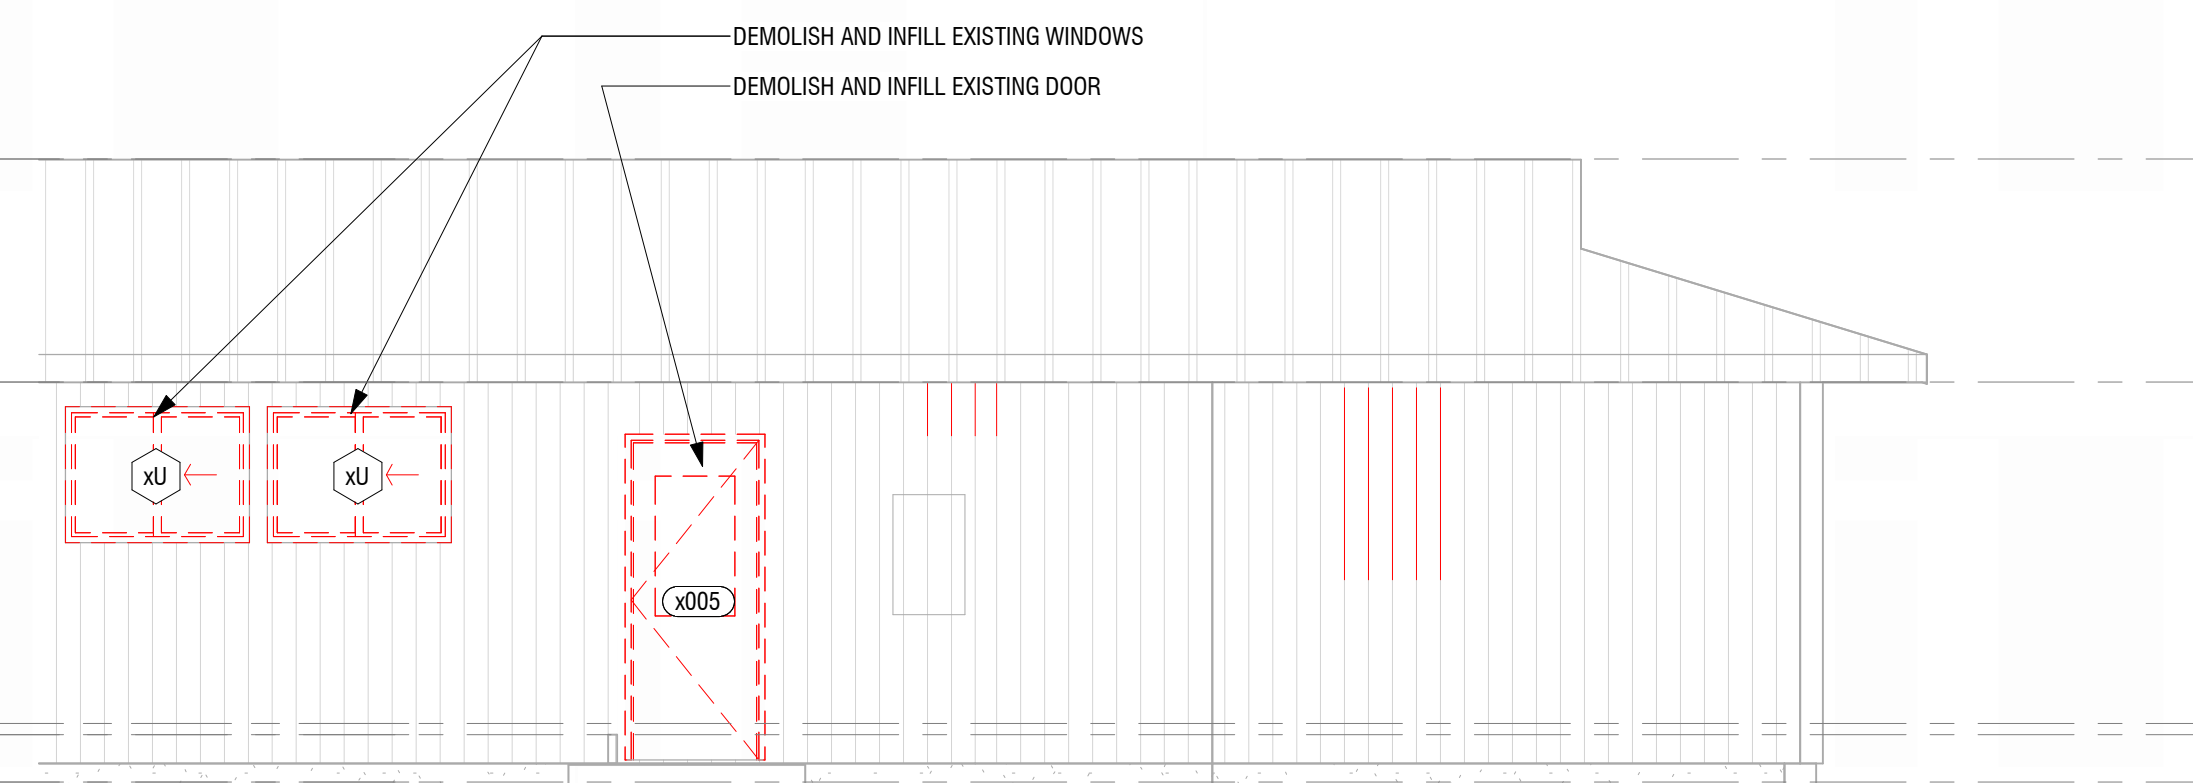 DEMOLISH AND INFILL EXISTING WINDOWS
DEMOLISH AND INFILL EXISTING DOOR
xU
xU
x005